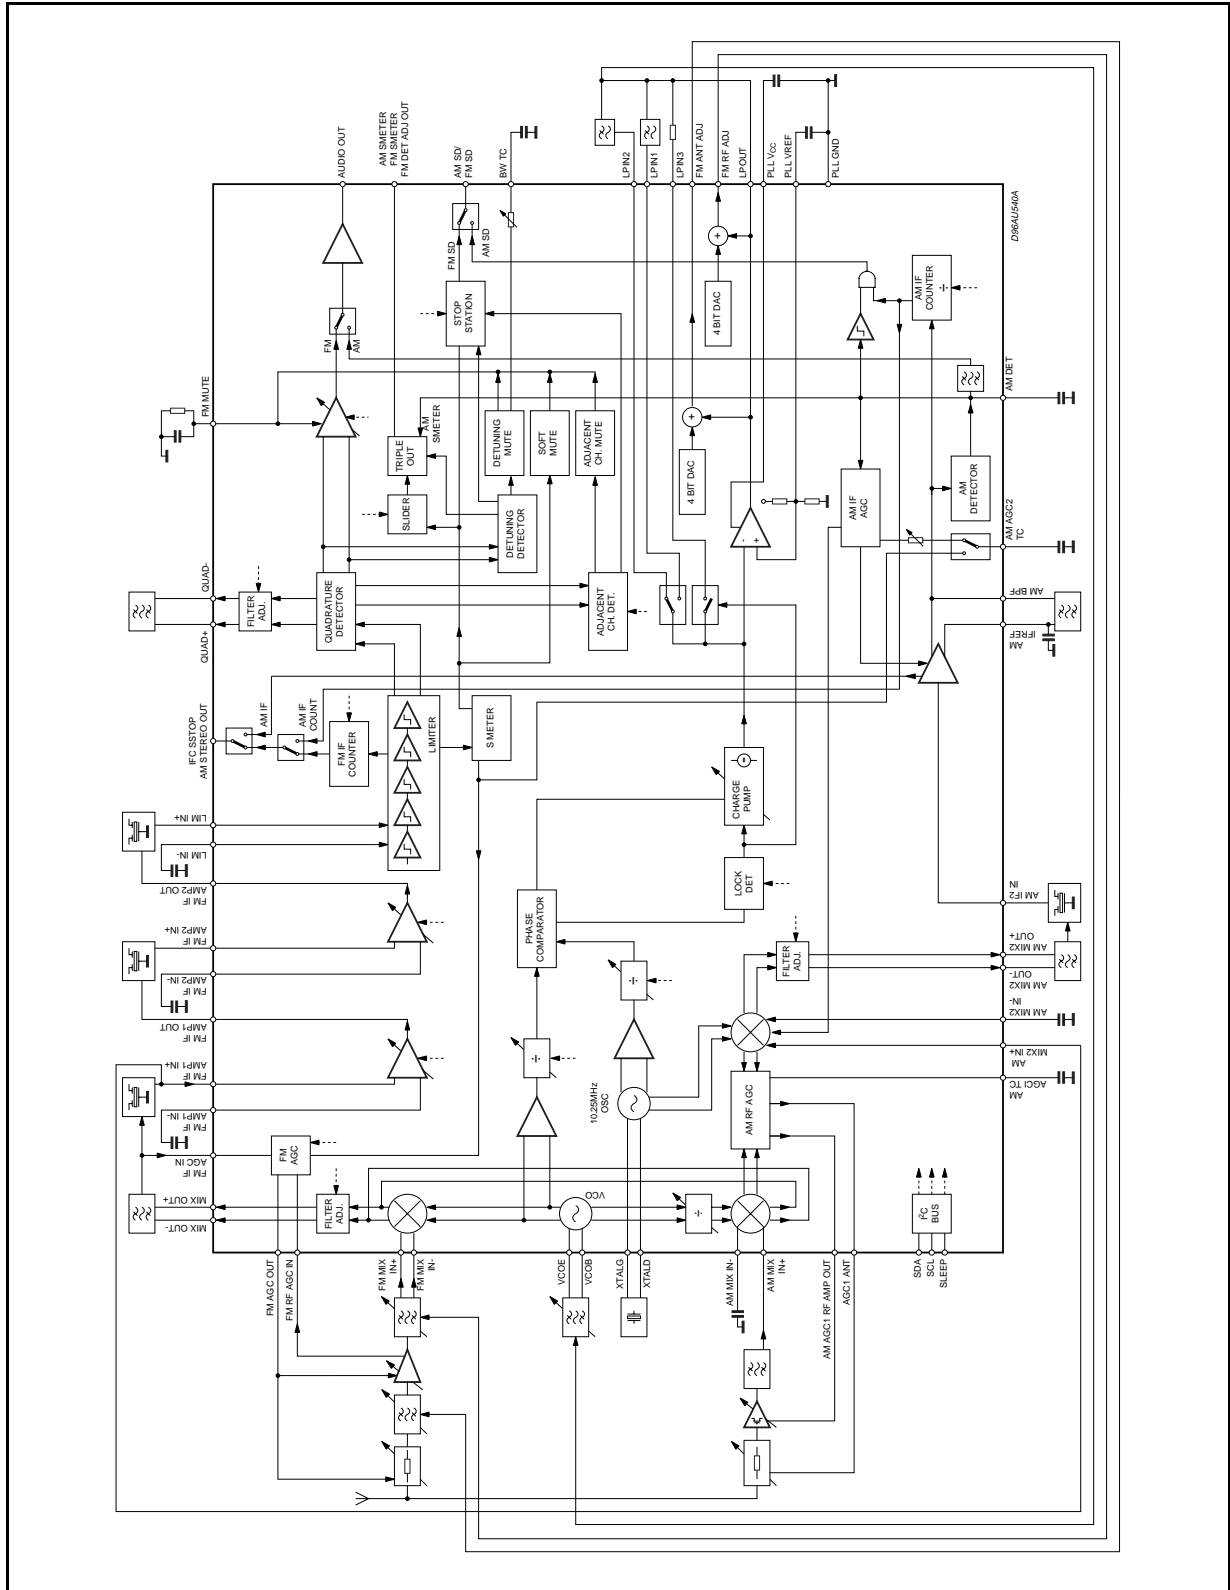 AUDIO OUT
AM SMETER
FM SMETER
FM DET ADJ OUT
AM SD/
FM SD
BW TC
LPIN2
LPIN1
LPIN3
FM ANT ADJ
FM RF ADJ
LPOUT
PLL VCC
PLL VREF
PLL GND
D96AU540A
FM SD
AM SD
FM
AM
STOP
STATION
4 BIT DAC
AM IF
COUNTER
FM MUTE
AM DET
AM
SMETER
TRIPLE
OUT
SLIDER
DETUNING
MUTE
SOFT
MUTE
ADJACENT
CH. MUTE
4 BIT DAC
AM IF
AGC
AM
DETECTOR
AM AGC2
TC
DETUNING
DETECTOR
QUAD-
QUAD+
FILTER
ADJ.
QUADRATURE
DETECTOR
ADJACENT
CH. DET.
AM BPF
AM
IFREF
IFC SSTOP
AM STEREO OUT
AM IF
AM IF
COUNT
FM IF
COUNTER
LIMITER
S METER
CHARGE
PUMP
LIM IN+
LIM IN-
LOCK
DET
PHASE
COMPARATOR
FM IF
AMP2 OUT
FM IF
AMP2 IN+
FM IF
AMP2 IN-
FM IF
AMP1 OUT
FM IF
AMP1 IN+
FM IF
AMP1 IN-
FM IF
AGC IN
MIX OUT+
MIX OUT-
AM IF2
IN
AM MIX2
OUT+
AM MIX2
OUT-
AM MIX2
IN-
AM
MIX2 IN+
AM
AGCI TC
FILTER
ADJ.
10.25MHz
OSC
AM RF AGC
FM
AGC
FILTER
ADJ.
VCO
I2C
BUS
FM AGC OUT
FM RF AGC IN
FM MIX
IN+
FM MIX
IN-
VCOE
VCOB
XTALG
XTALD
AM MIX IN-
AM MIX
IN+
AM AGC1 RF AMP OUT
AGC1 ANT
SDA
SCL
SLEEP